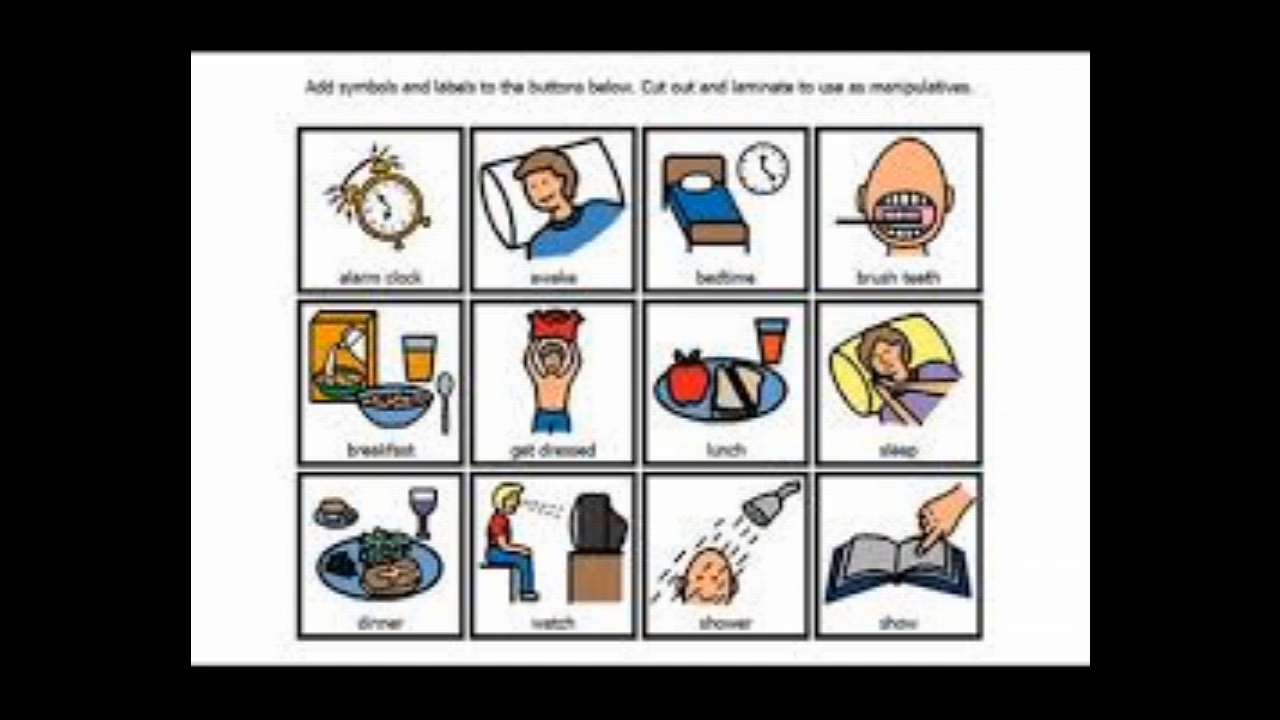 Add symbols and labels to the buttons below. Cut out and laminate to use as manipulatives.
alarm clock
awake
bedtime
brush teeth
breakfast
get dressed
lunch
sleep
dinner
watch
shower
show